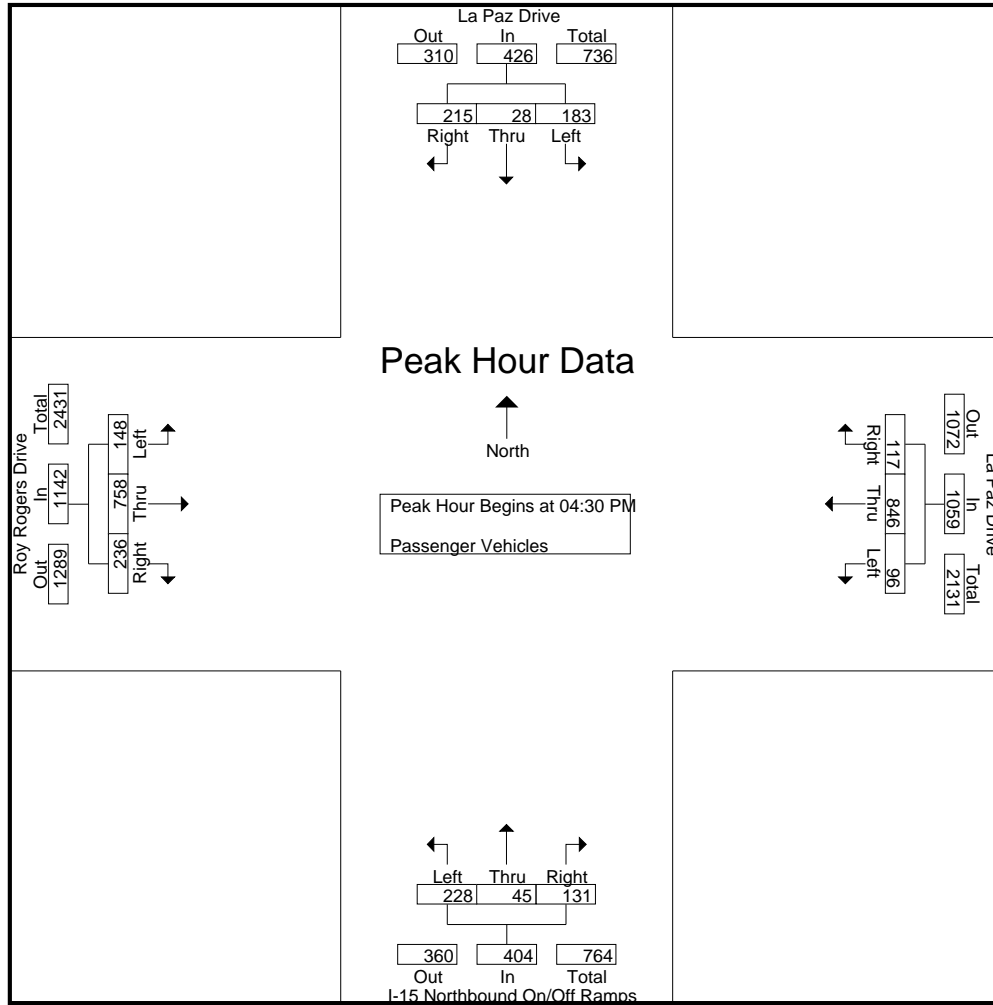 La Paz Drive
Out In Total
310 426 736
215 28 183
Right Thru Left
Peak Hour Data
North
Peak Hour Begins at 04:30 PM
Passenger Vehicles
Roy Rogers Drive
Out In Total
1289 1142 2431
236 758 148
Right Thru Left
La Paz Drive
Out In Total
1072 1059 2131
117 846 96
Right Thru Left
Left Thru Right
228 45 131
360 404 764
Out In Total
I-15 Northbound On/Off Ramps